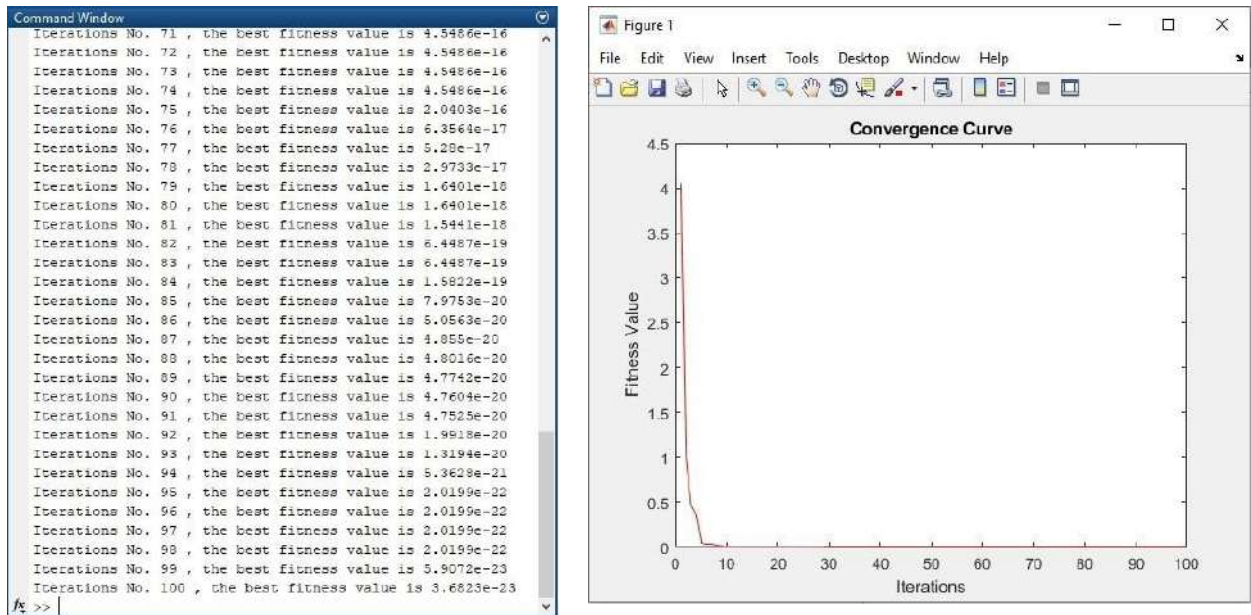 Command Window
Iterations No. 71 , the best fitness value is 4.5486e-16
Iterations No. 72 , the best fitness value is 4.5486e-16
Iterations No. 73 , the best fitness value is 4.5486e-16
Iterations No. 74 , the best fitness value is 4.5486e-16
Iterations No. 75 , the best fitness value is 2.0403e-16
Iterations No. 76 , the best fitness value is 6.3564e-17
Iterations No. 77 , the best fitness value is 5.28e-17
Iterations No. 78 , the best fitness value is 2.9733e-17
Iterations No. 79 , the best fitness value is 1.6401e-18
Iterations No. 80 , the best fitness value is 1.6401e-18
Iterations No. 81 , the best fitness value is 1.5441e-18
Iterations No. 82 , the best fitness value is 6.4487e-19
Iterations No. 83 , the best fitness value is 6.4487e-19
Iterations No. 84 , the best fitness value is 1.5822e-19
Iterations No. 85 , the best fitness value is 7.9753e-20
Iterations No. 86 , the best fitness value is 5.0563e-20
Iterations No. 87 , the best fitness value is 4.855e-20
Iterations No. 88 , the best fitness value is 4.8016e-20
Iterations No. 89 , the best fitness value is 4.7742e-20
Iterations No. 90 , the best fitness value is 4.7604e-20
Iterations No. 91 , the best fitness value is 4.7525e-20
Iterations No. 92 , the best fitness value is 1.9918e-20
Iterations No. 93 , the best fitness value is 1.3194e-20
Iterations No. 94 , the best fitness value is 5.3628e-21
Iterations No. 95 , the best fitness value is 2.0199e-22
Iterations No. 96 , the best fitness value is 2.0199e-22
Iterations No. 97 , the best fitness value is 2.0199e-22
Iterations No. 98 , the best fitness value is 2.0199e-22
Iterations No. 99 , the best fitness value is 5.9072e-23
Iterations No. 100 , the best fitness value is 3.6823e-23
fx >>
Figure 1
File Edit View Insert Tools Desktop Window Help
Convergence Curve
4.5
4
3.5
3
2.5
2
1.5
1
0.5
0
Fitness Value
0 10 20 30 40 50 60 70 80 90 100
Iterations